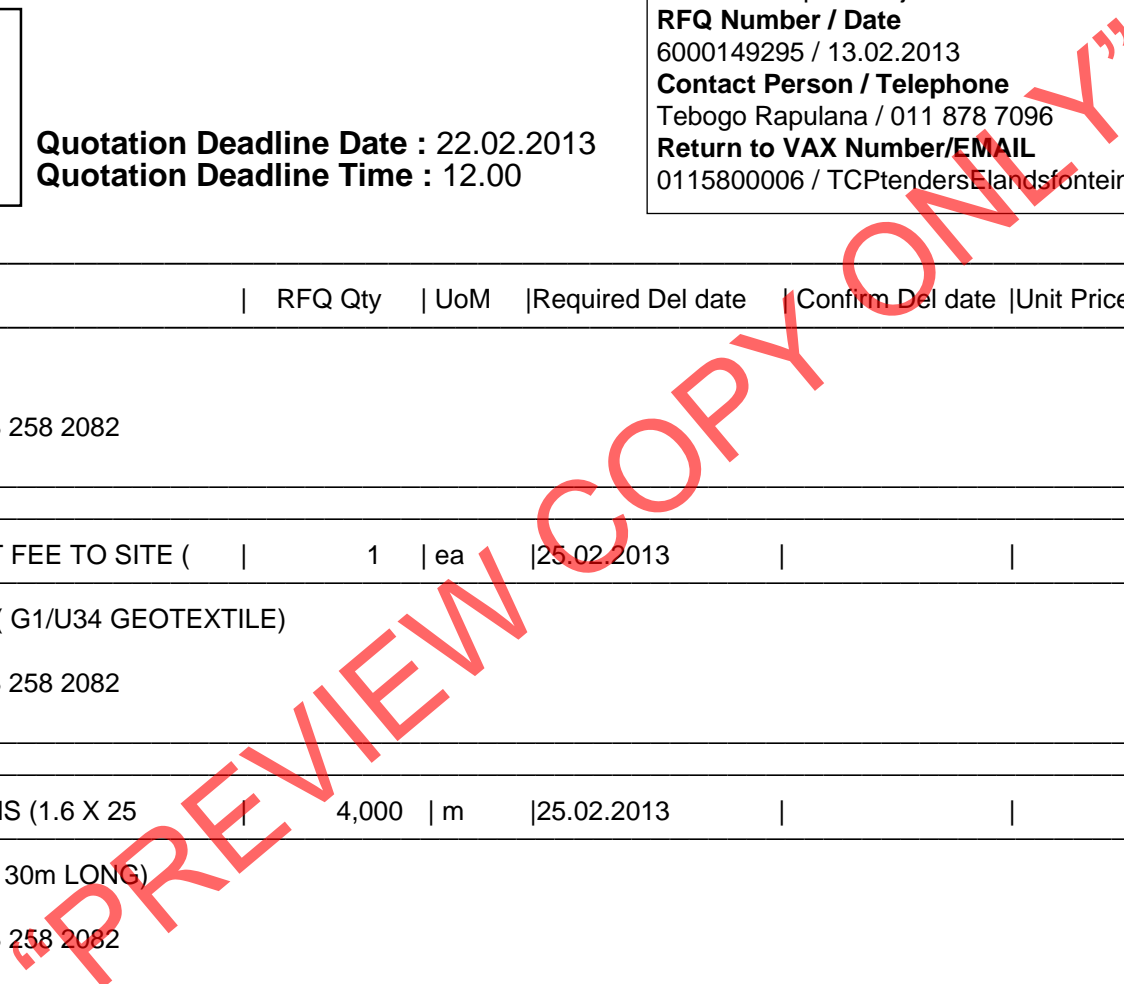 RFQ Number / Date
6000149295 / 13.02.2013
Contact Person / Telephone
Tebogo Rapulana / 011 878 7096
Return to VAX Number/EMAIL
0115800006 / TCPtendersElandsfontein
Quotation Deadline Date : 22.02.2013
Quotation Deadline Time : 12.00
| RFQ Qty | UoM |Required Del date | Confirm Del date |Unit Price
258 2082
FEE TO SITE ( | 1 | ea |25.02.2013 | |
( G1/U34 GEOTEXTILE)
258 2082
(1.6 X 25 | 4,000 | m |25.02.2013 | |
30m LONG)
258 2082
“PREVIEW COPY ONLY”